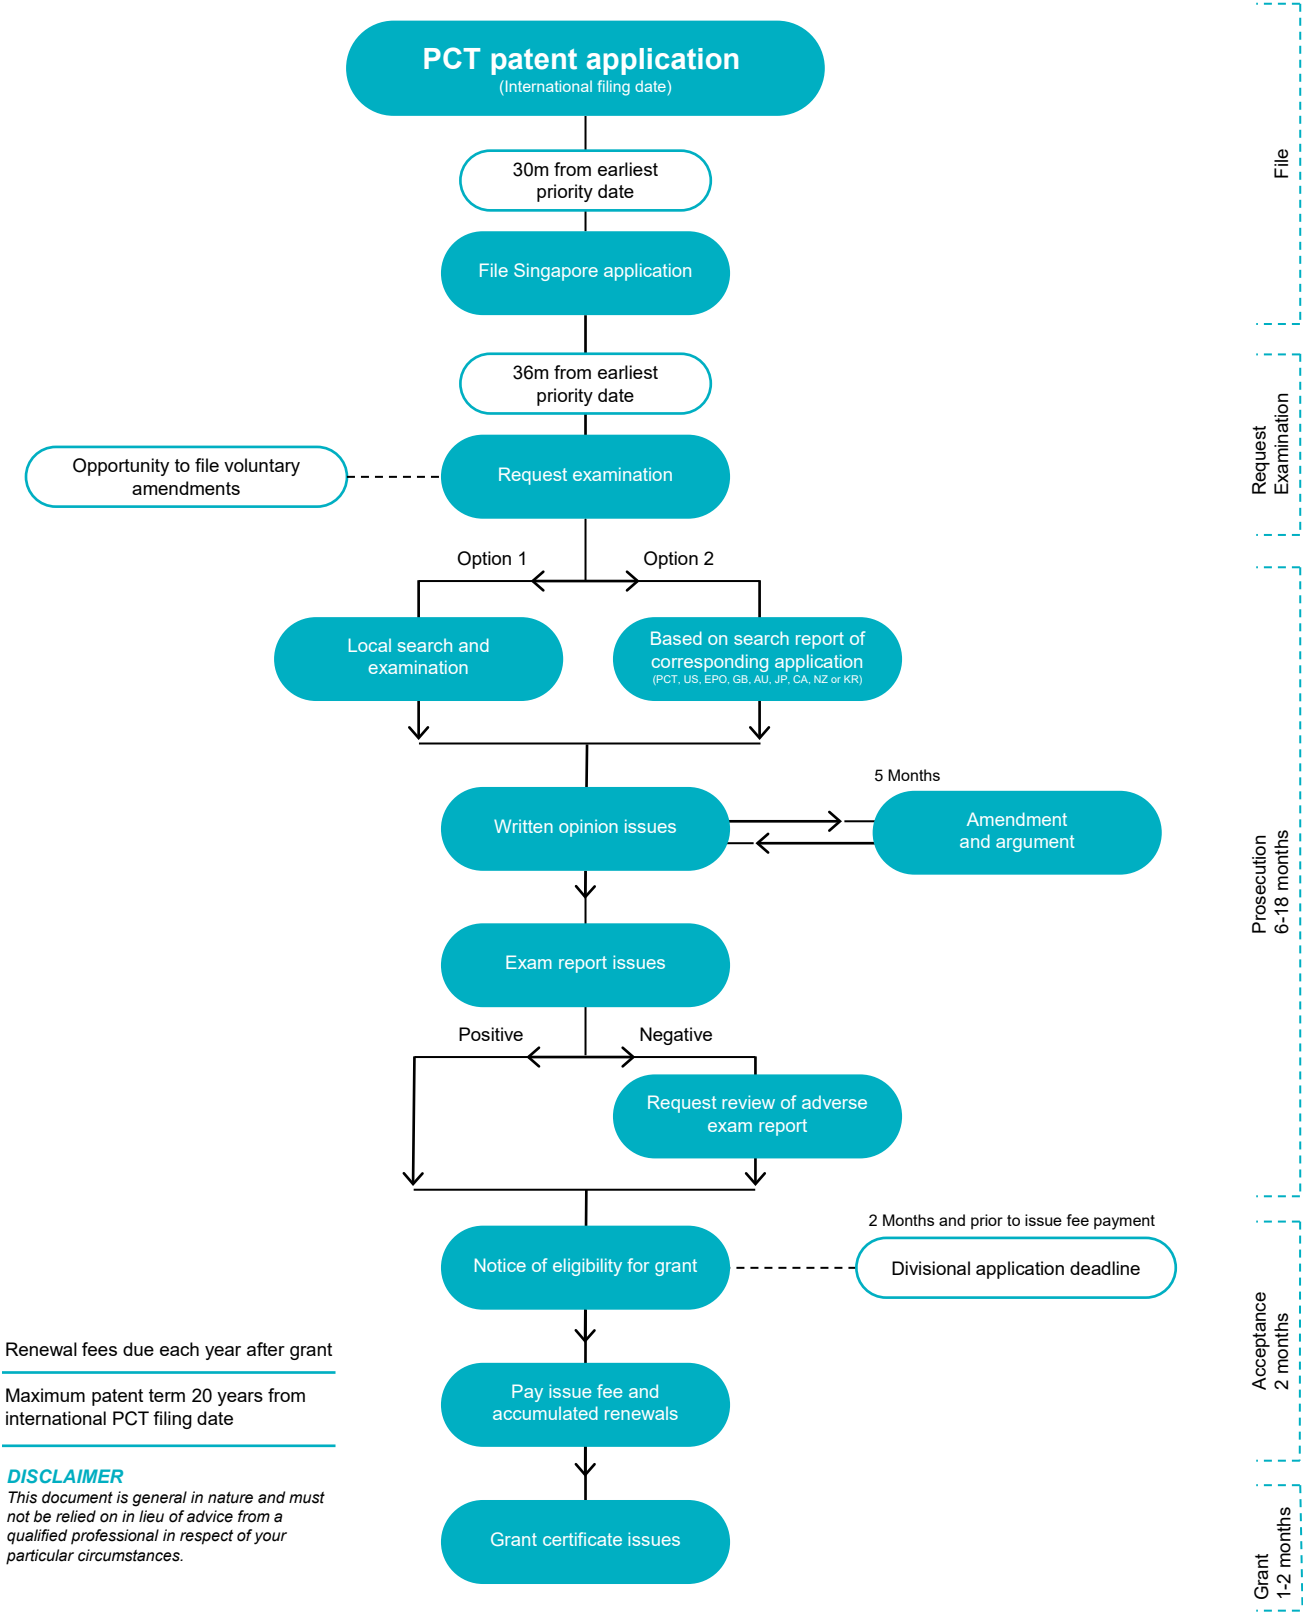 PCT patent application
(International filing date)
File
30m from earliest
priority date
File Singapore application
36m from earliest
priority date
Request
Examination
Opportunity to file voluntary
amendments
Request examination
Option 1
Option 2
Local search and
examination
Based on search report of
corresponding application
(PCT, US, EPO, GB, AU, JP, CA, NZ or KR)
5 Months
Written opinion issues
Amendment
and argument
Prosecution
6-18 months
Exam report issues
Positive
Negative
Request review of adverse
exam report
2 Months and prior to issue fee payment
Notice of eligibility for grant
Divisional application deadline
Acceptance
2 months
Renewal fees due each year after grant
Maximum patent term 20 years from
international PCT filing date
Pay issue fee and
accumulated renewals
DISCLAIMER
This document is general in nature and must
not be relied on in lieu of advice from a
qualified professional in respect of your
particular circumstances.
Grant certificate issues
Grant
1-2 months